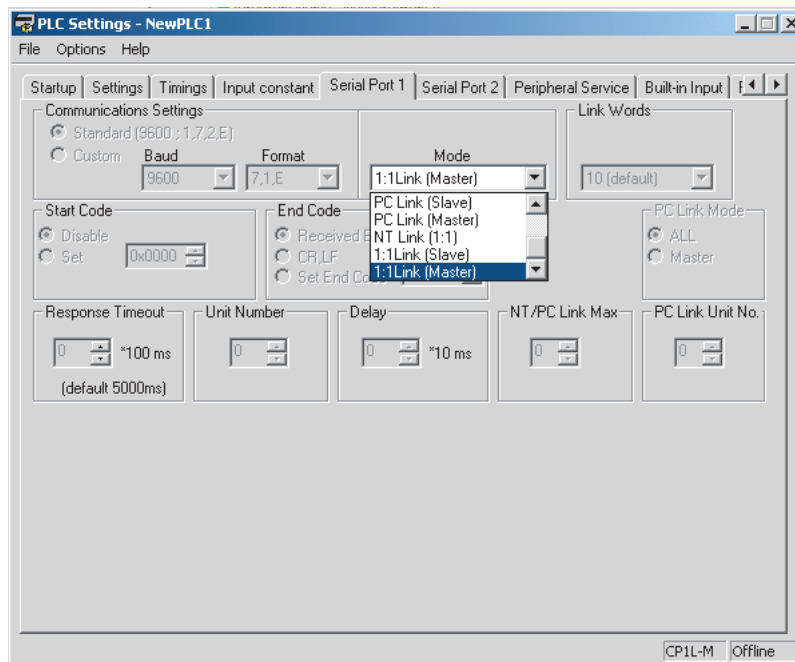 PLC Settings - NewPLC1
File Options Help
Startup Settings Timings Input constant Serial Port 1 Serial Port 2 Peripheral Service Built-in Input
Communications Settings
Link Words
Standard (9600 ; 1,7,2,E)
Custom Baud Format Mode
9600 7,1,E 1:1Link (Master) 10 (default)
PC Link (Slave)
PC Link (Master)
NT Link (1:1)
1:1Link (Slave)
1:1Link (Master)
Start Code End Code PC Link Mode
Disable Received ALL
Set 0x0000 CR,LF Master
Set End
Response Timeout Unit Number Delay NT/PC Link Max PC Link Unit No.
0 *100 ms 0 0 *10 ms 0 0
(default 5000ms)
CP1L-M Offline